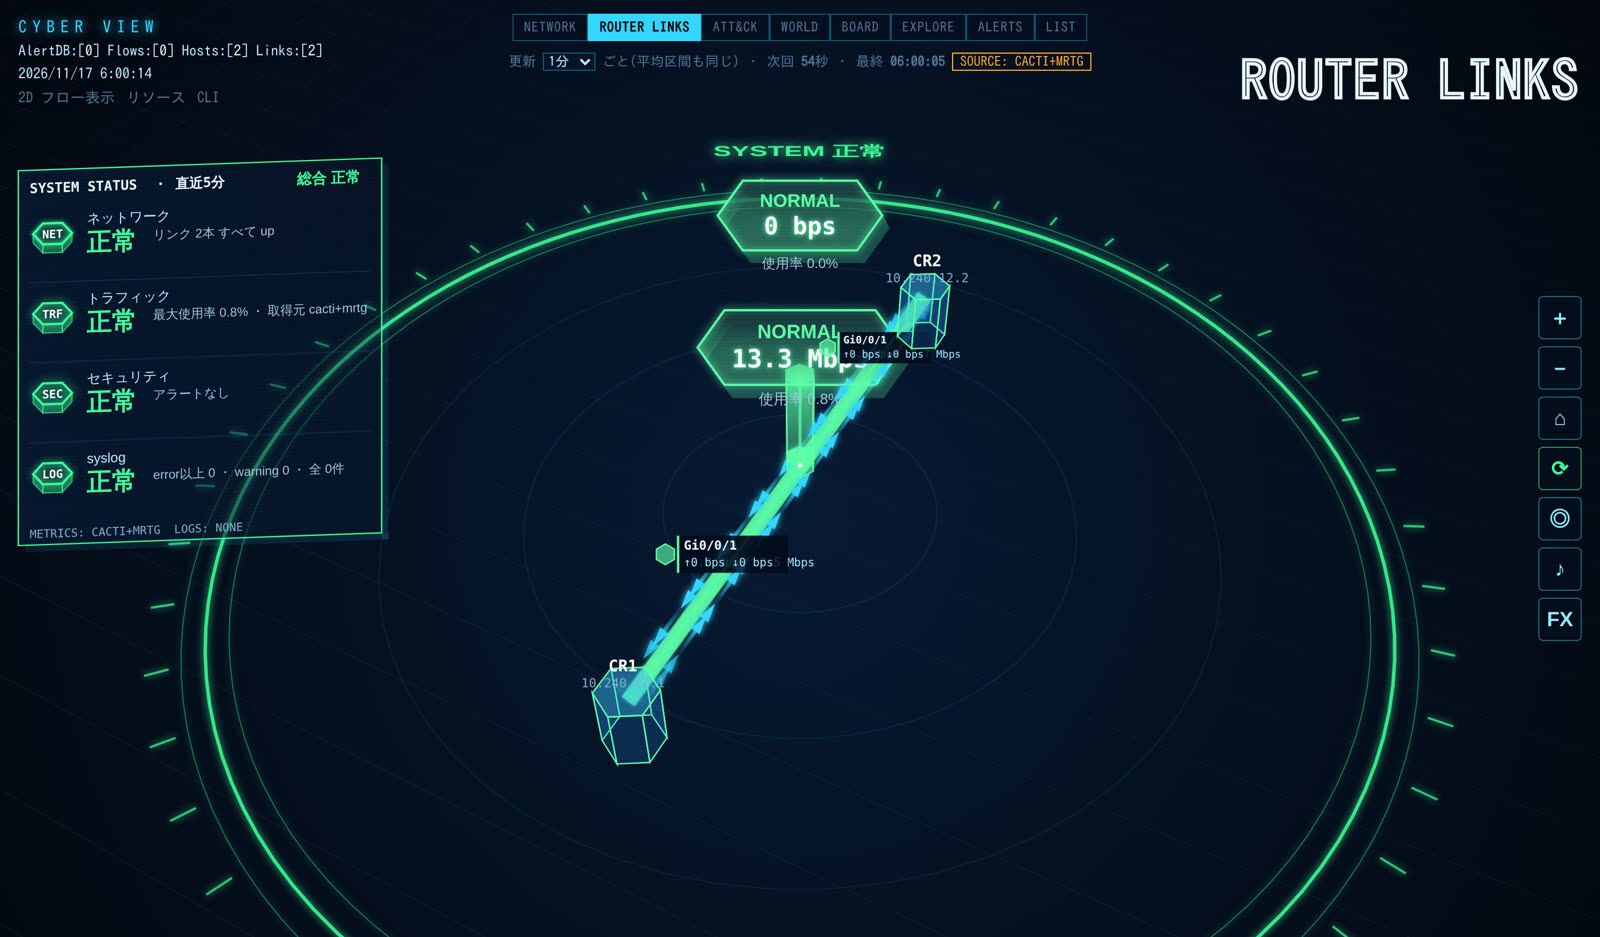 CYBER VIEW
AlertDB:[0] Flows:[0] Hosts:[2] Links:[2]
2026/11/17 6:00:14
2D フロー表示 リソース CLI
NETWORK ROUTER LINKS ATT&CK WORLD BOARD EXPLORE ALERTS LIST
更新 1分 ごと(平均区間も同じ) · 次回 54秒 · 最終 06:00:05 SOURCE: CACTI+MRTG
ROUTER LINKS
SYSTEM 正常
SYSTEM STATUS · 直近5分 総合 正常
NET
ネットワーク
正常 リンク 2本 すべて up
TRF
トラフィック
正常 最大使用率 0.8% · 取得元 cacti+mrtg
SEC
セキュリティ
正常 アラートなし
LOG
syslog
正常 error以上 0 · warning 0 · 全 0件
METRICS: CACTI+MRTG LOGS: NONE
NORMAL
0 bps
使用率 0.0%
CR2
NORMAL
13.3 Mbps
使用率 0.8%
Gi0/0/1
↑0 bps ↓0 bps Mbps
Gi0/0/1
↑0 bps ↓0 bps Mbps
CR1
+
−
⌂
⟳
◎
♪
FX